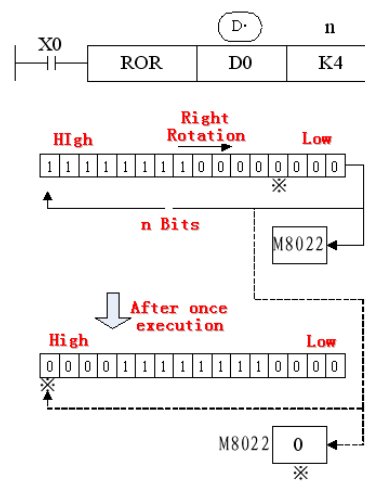 D·
n
X0
ROR D0 K4
Right
Rotation
HIgh Low
1 1 1 1 1 1 1 1 0 0 0 0 0 0 0 0
※
n Bits
M8022
After once
execution
High Low
0 0 0 0 1 1 1 1 1 1 1 1 0 0 0 0
※
M8022 0
※